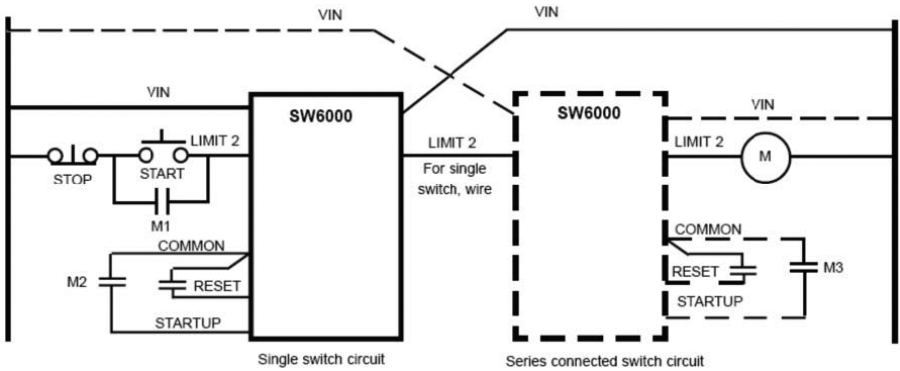 VIN
VIN
VIN
SW6000
SW6000
VIN
LIMIT 2
LIMIT 2
LIMIT 2
M
STOP
START
For single
switch, wire
M1
COMMON
COMMON
M2
RESET
RESET
M3
STARTUP
STARTUP
Single switch circuit
Series connected switch circuit